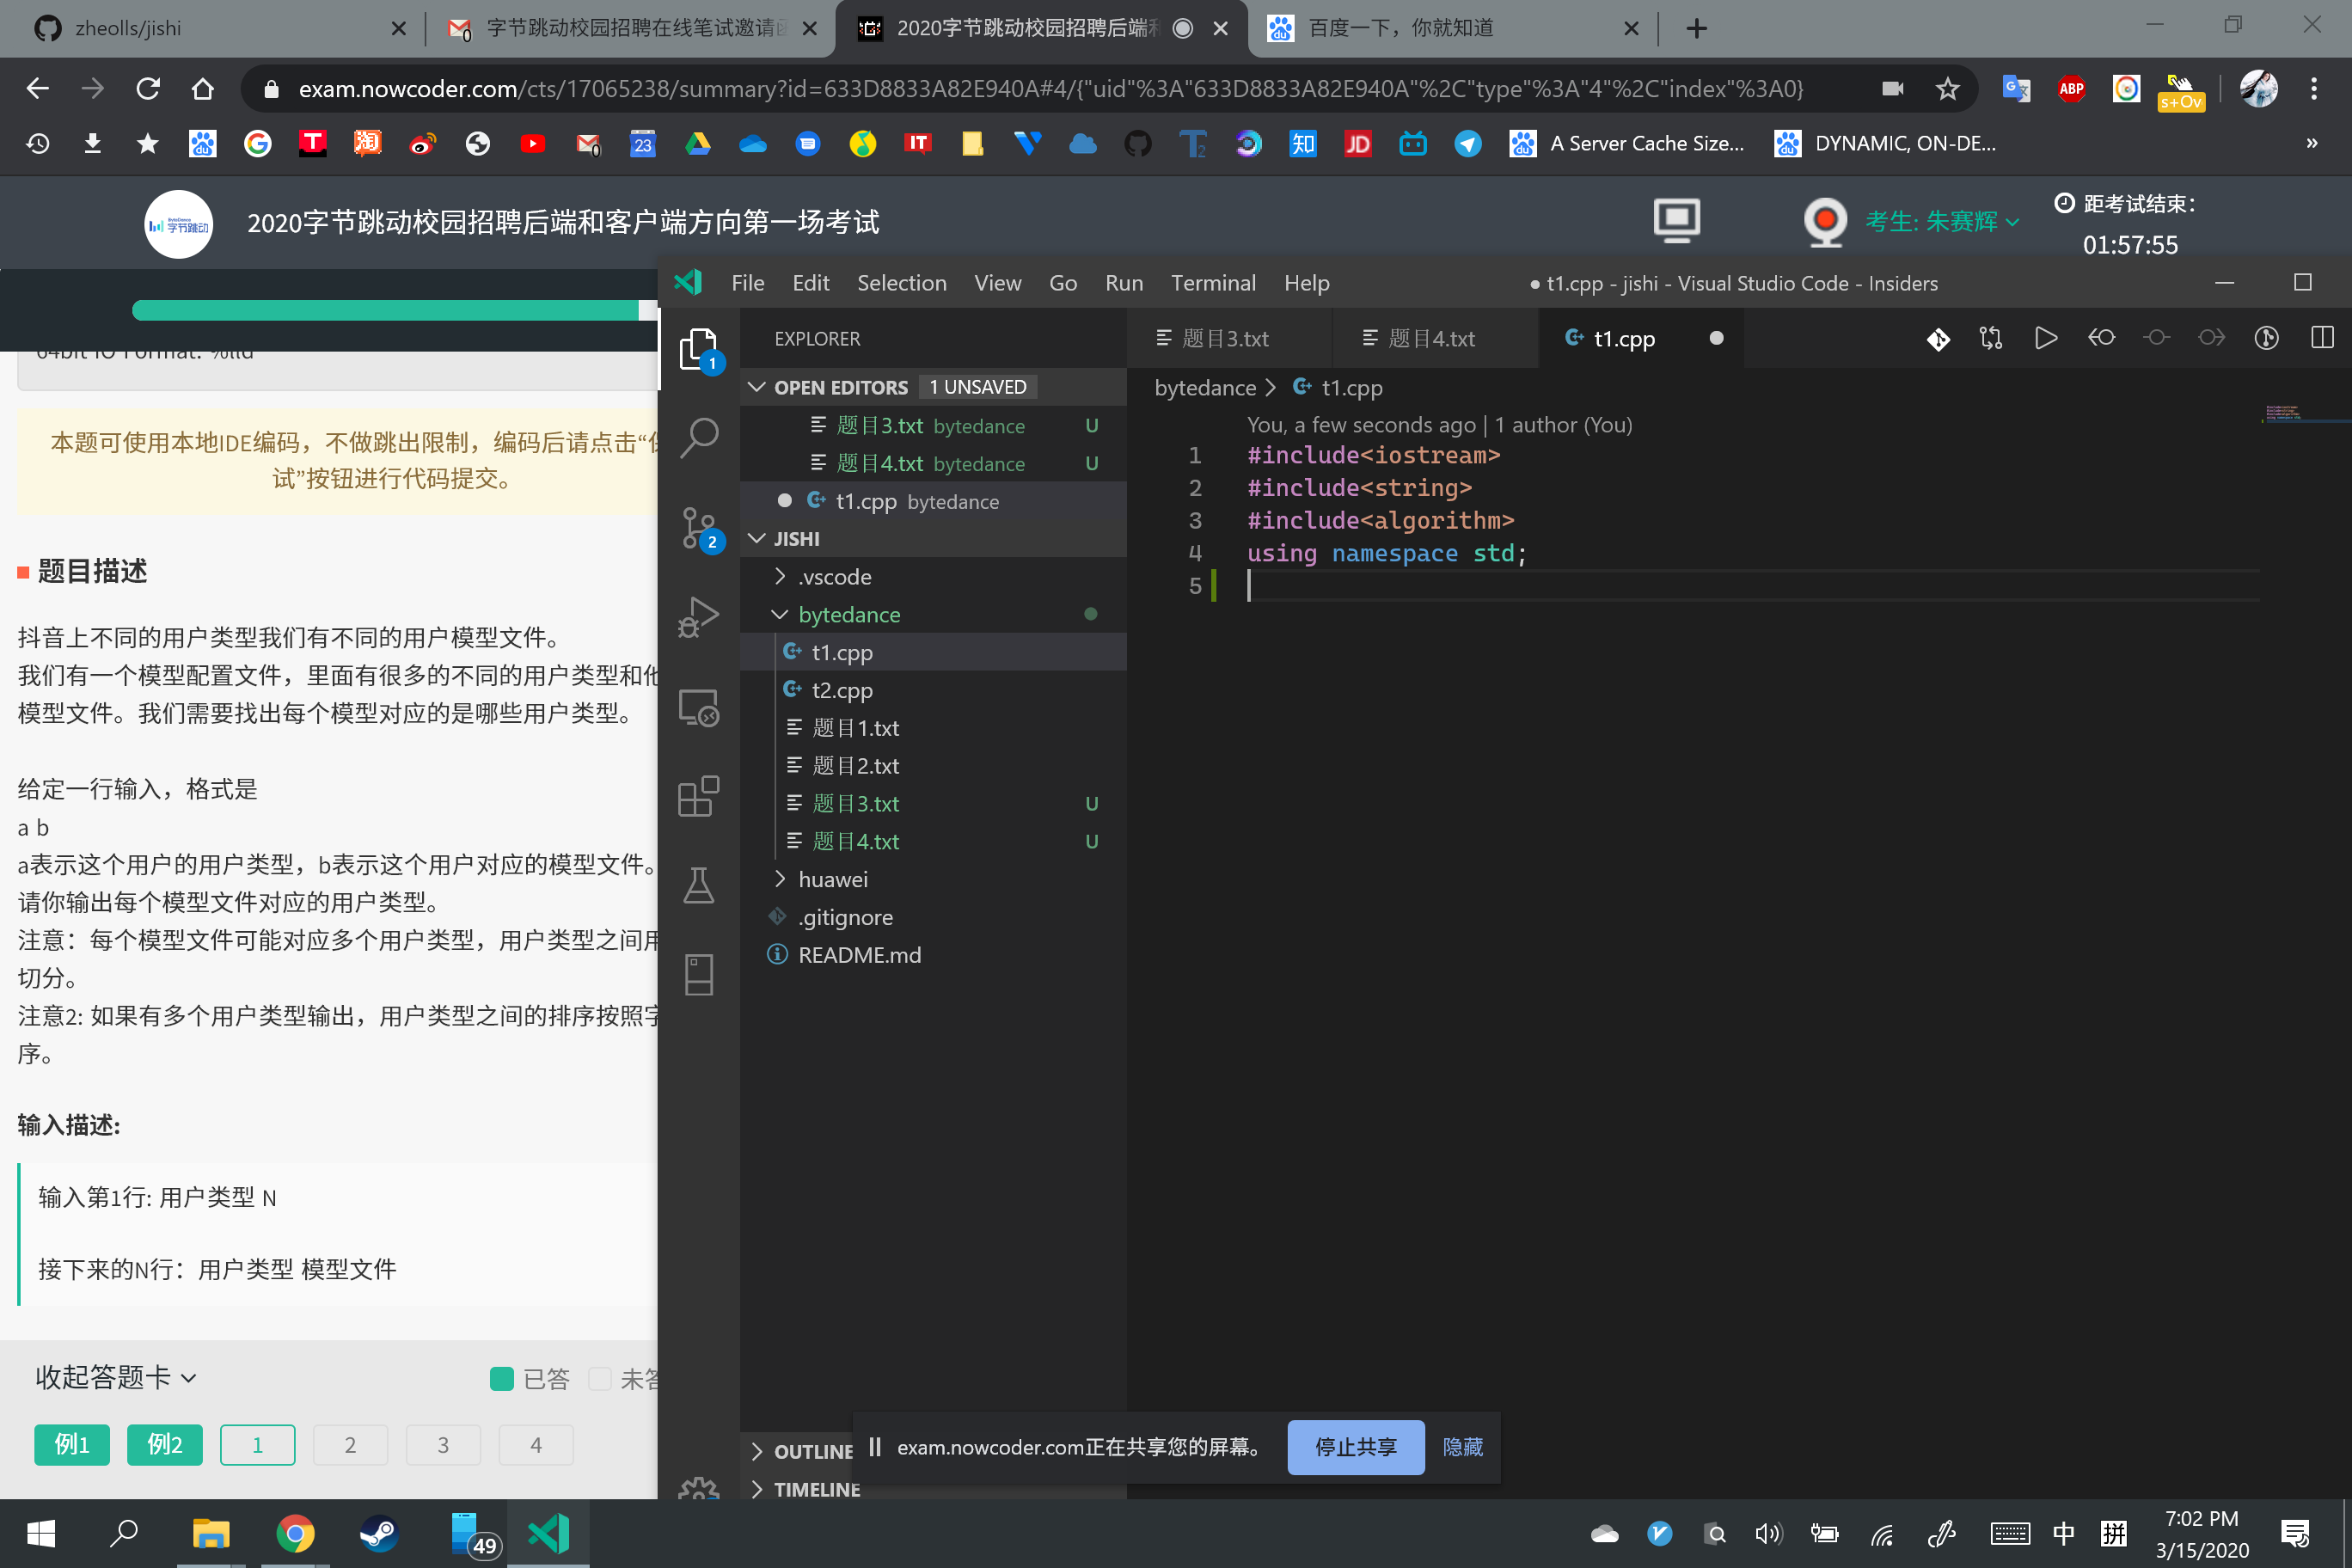 zheolls/jishi
字节跳动校园招聘在线笔试邀请函
2020字节跳动校园招聘后端和
百度一下，你就知道
exam.nowcoder.com/cts/17065238/summary?id=633D8833A82E940A#4/{"uid"%3A"633D8833A82E940A"%2C"type"%3A"4"%2C"index"%3A0}
ABP
s+Ov
du
T
淘
0
23
IT
T2
知
JD
A Server Cache Size...
DYNAMIC, ON-DE...
»
ByteDance
字节跳动
2020字节跳动校园招聘后端和客户端方向第一场考试
考生: 朱赛辉
距考试结束：
01:57:55
64bit IO Format: %lld
本题可使用本地IDE编码，不做跳出限制，编码后请点击“
试”按钮进行代码提交。
题目描述
抖音上不同的用户类型我们有不同的用户模型文件。
我们有一个模型配置文件，里面有很多的不同的用户类型和他
模型文件。我们需要找出每个模型对应的是哪些用户类型。
给定一行输入，格式是
a b
a表示这个用户的用户类型，b表示这个用户对应的模型文件。
请你输出每个模型文件对应的用户类型。
注意：每个模型文件可能对应多个用户类型，用户类型之间用
切分。
注意2: 如果有多个用户类型输出，用户类型之间的排序按照字
序。
输入描述:
输入第1行: 用户类型 N
接下来的N行：用户类型 模型文件
收起答题卡
已答
未答
例1
例2
1
2
3
4
File
Edit
Selection
View
Go
Run
Terminal
Help
● t1.cpp - jishi - Visual Studio Code - Insiders
1
2
EXPLORER
OPEN EDITORS
1 UNSAVED
题目3.txt bytedance U
题目4.txt bytedance U
t1.cpp bytedance
JISHI
.vscode
bytedance
t1.cpp
t2.cpp
题目1.txt
题目2.txt
题目3.txt U
题目4.txt U
huawei
.gitignore
README.md
OUTLINE
TIMELINE
题目3.txt
题目4.txt
t1.cpp
bytedance > t1.cpp
You, a few seconds ago | 1 author (You)
1 #include<iostream>
2 #include<string>
3 #include<algorithm>
4 using namespace std;
5
exam.nowcoder.com正在共享您的屏幕。
停止共享
隐藏
49
中
拼
7:02 PM
3/15/2020